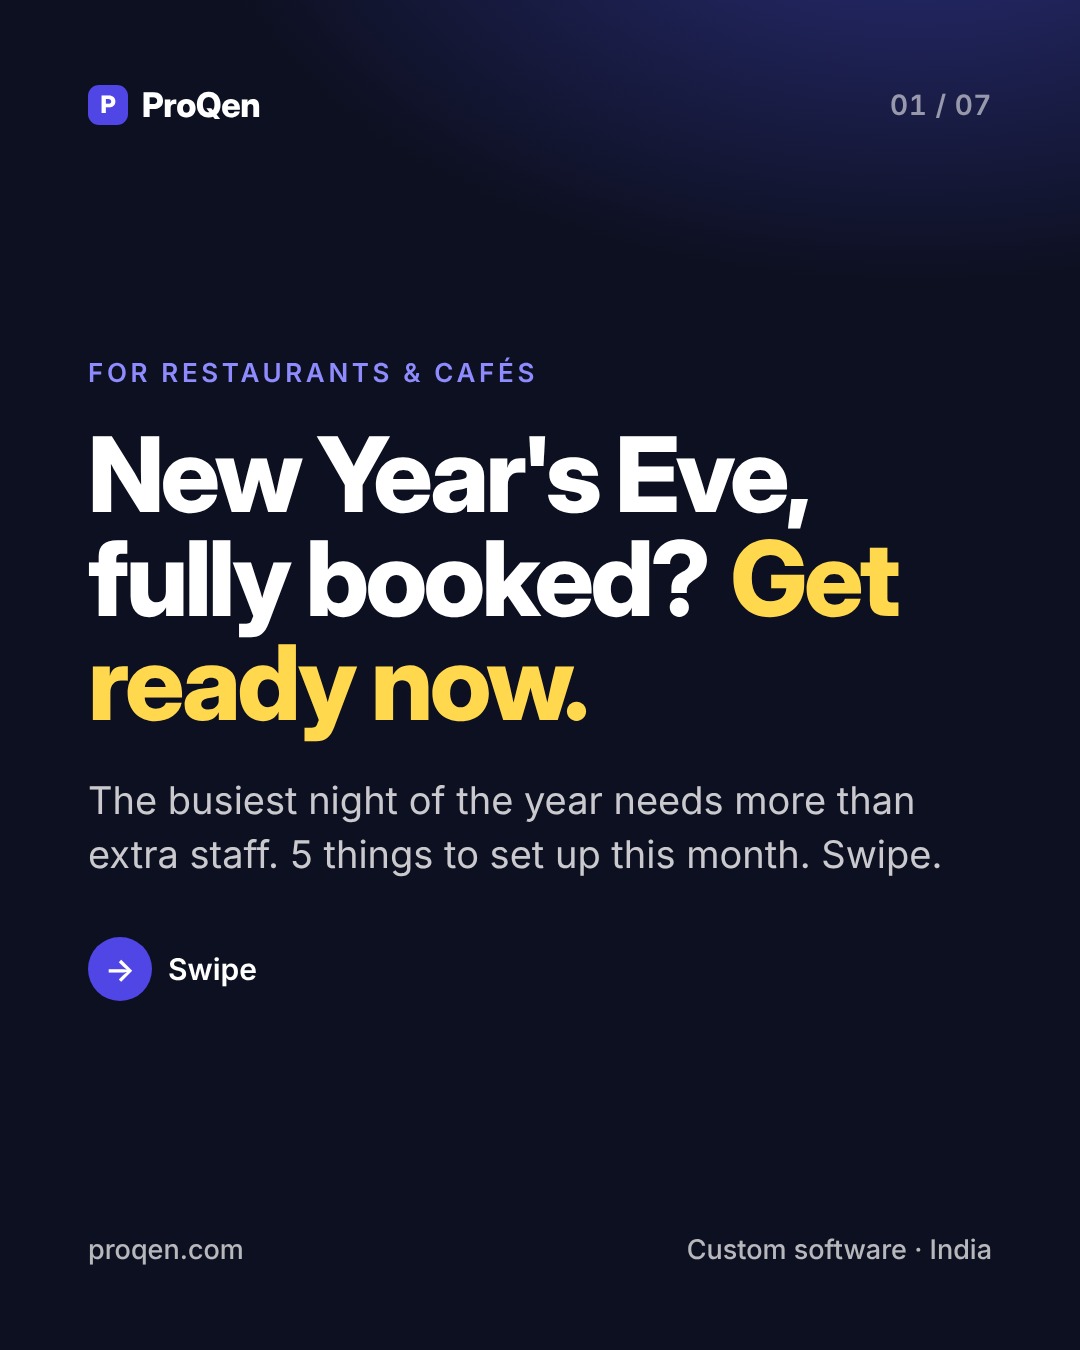 P ProQen
01 / 07
FOR RESTAURANTS & CAFÉS
New Year's Eve,
fully booked? Get
ready now.
The busiest night of the year needs more than
extra staff. 5 things to set up this month. Swipe.
→ Swipe
proqen.com
Custom software · India